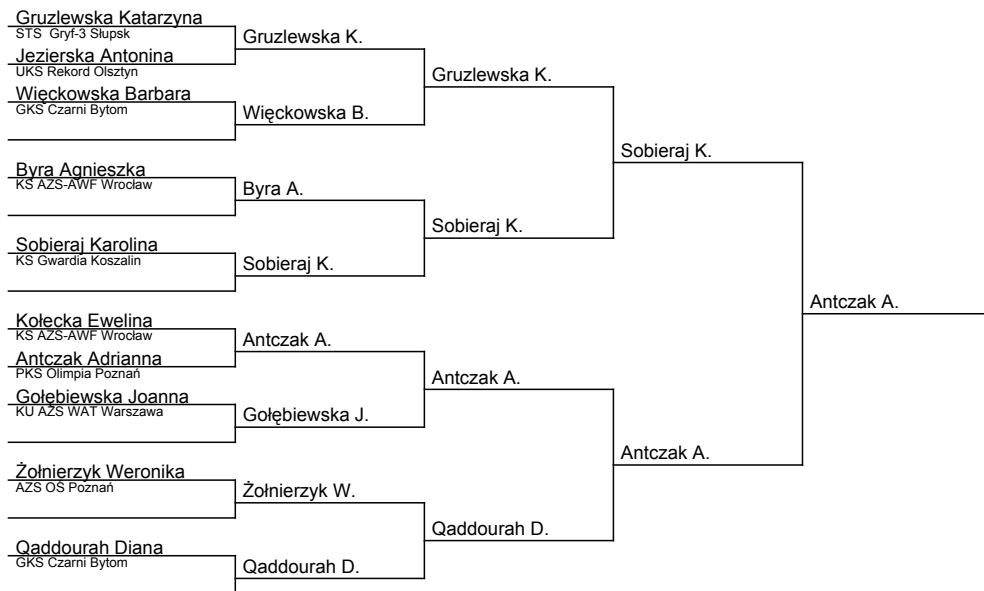 Gruzlewska Katarzyna
STS Gryf-3 Słupsk
Gruzlewska K.
Jezierska Antonina
UKS Rekord Olsztyn
Gruzlewska K.
Więckowska Barbara
GKS Czarni Bytom
Więckowska B.
Sobieraj K.
Byra Agnieszka
KS AZS-AWF Wrocław
Byra A.
Sobieraj K.
Sobieraj Karolina
KS Gwardia Koszalin
Sobieraj K.
Antczak A.
Kołecka Ewelina
KS AZS-AWF Wrocław
Antczak A.
Antczak Adrianna
PKS Olimpia Poznań
Antczak A.
Gołębiewska Joanna
KU AZS WAT Warszawa
Gołębiewska J.
Antczak A.
Żołnierzyk Weronika
AZS OŚ Poznań
Żołnierzyk W.
Qaddourah D.
Qaddourah Diana
GKS Czarni Bytom
Qaddourah D.